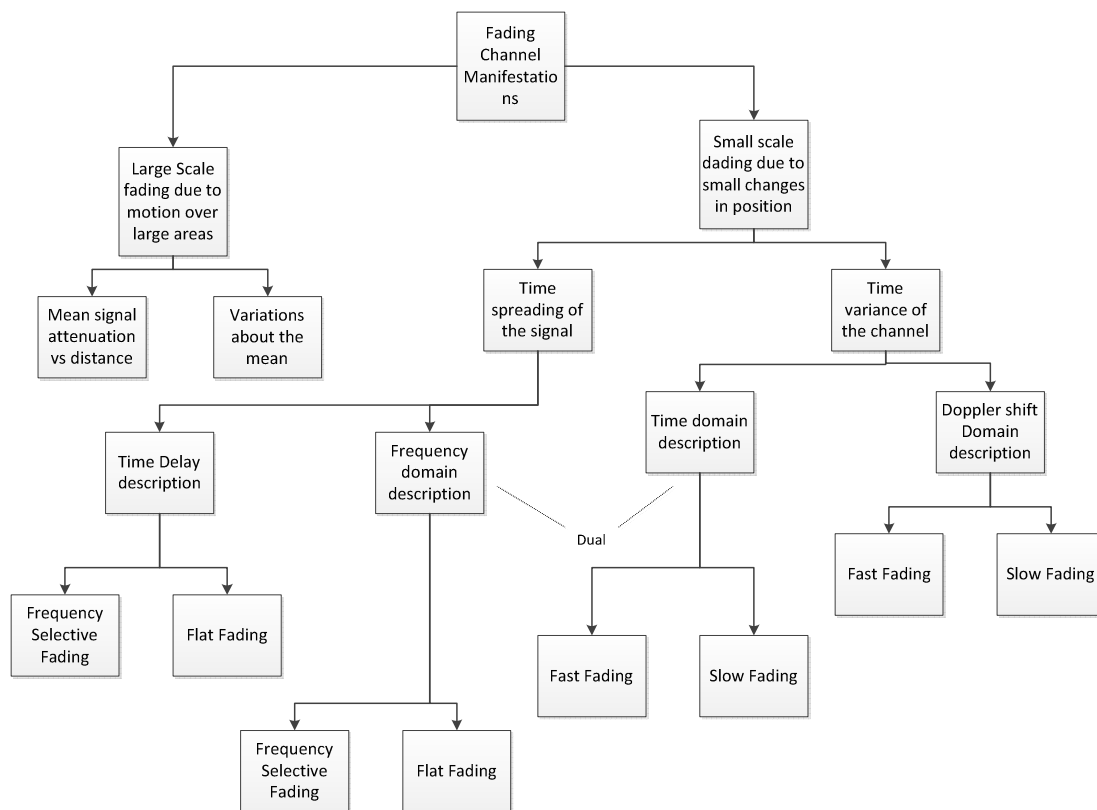 Fading
Channel
Manifestatio
ns
Large Scale
fading due to
motion over
large areas
Small scale
dading due to
small changes
in position
Mean signal
attenuation
vs distance
Variations
about the
mean
Time
spreading of
the signal
Time
variance of
the channel
Time Delay
description
Frequency
domain
description
Time domain
description
Doppler shift
Domain
description
Dual
Frequency
Selective
Fading
Flat Fading
Frequency
Selective
Fading
Flat Fading
Fast Fading
Slow Fading
Fast Fading
Slow Fading